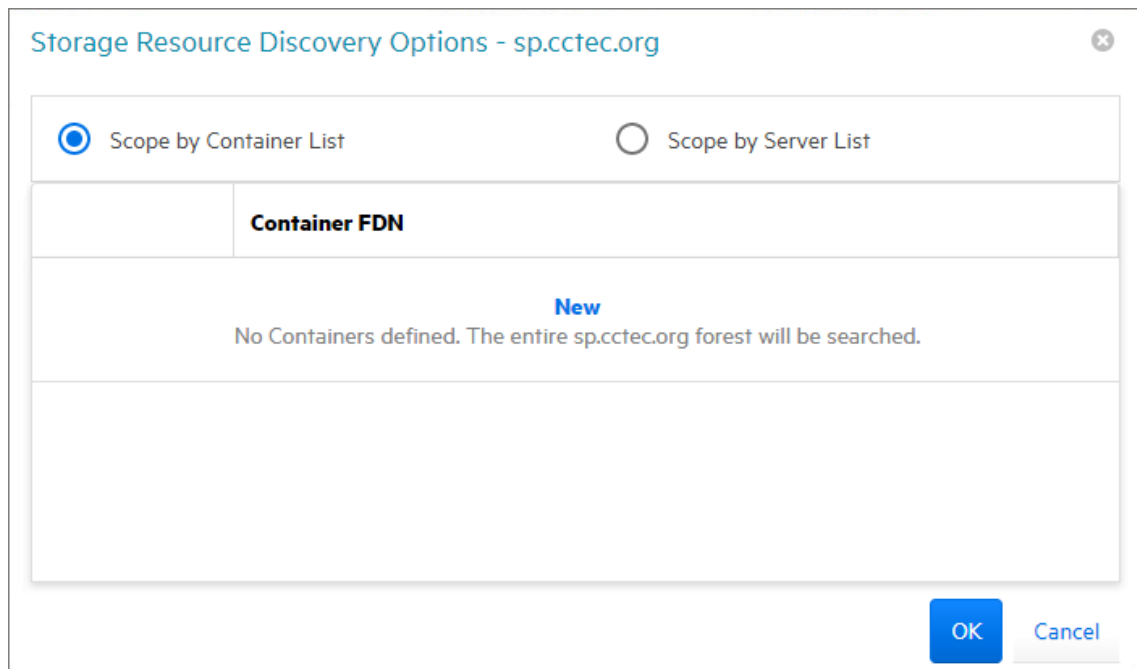 Storage Resource Discovery Options - sp.cctec.org
Scope by Container List
Scope by Server List
Container FDN
New
No Containers defined. The entire sp.cctec.org forest will be searched.
OK
Cancel